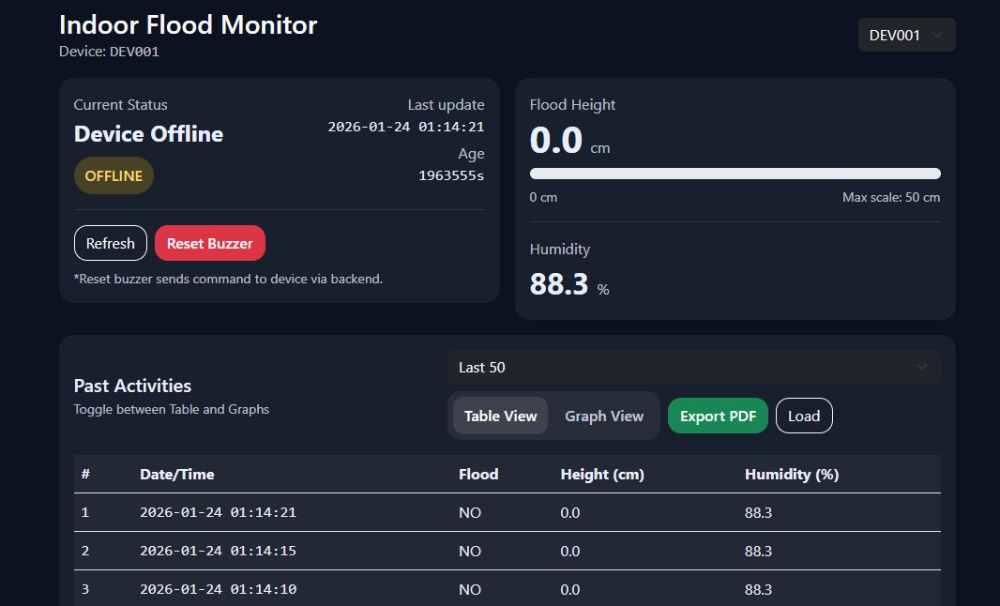 Indoor Flood Monitor
Device: DEV001
DEV001
Current Status
Device Offline
OFFLINE
Last update
2026-01-24 01:14:21
Age
1963555s
Refresh Reset Buzzer
*Reset buzzer sends command to device via backend.
Flood Height
0.0 cm
0 cm Max scale: 50 cm
Humidity
88.3 %
Past Activities
Toggle between Table and Graphs
Last 50
Table View Graph View Export PDF Load
# Date/Time Flood Height (cm) Humidity (%)
1 2026-01-24 01:14:21 NO 0.0 88.3
2 2026-01-24 01:14:15 NO 0.0 88.3
3 2026-01-24 01:14:10 NO 0.0 88.3